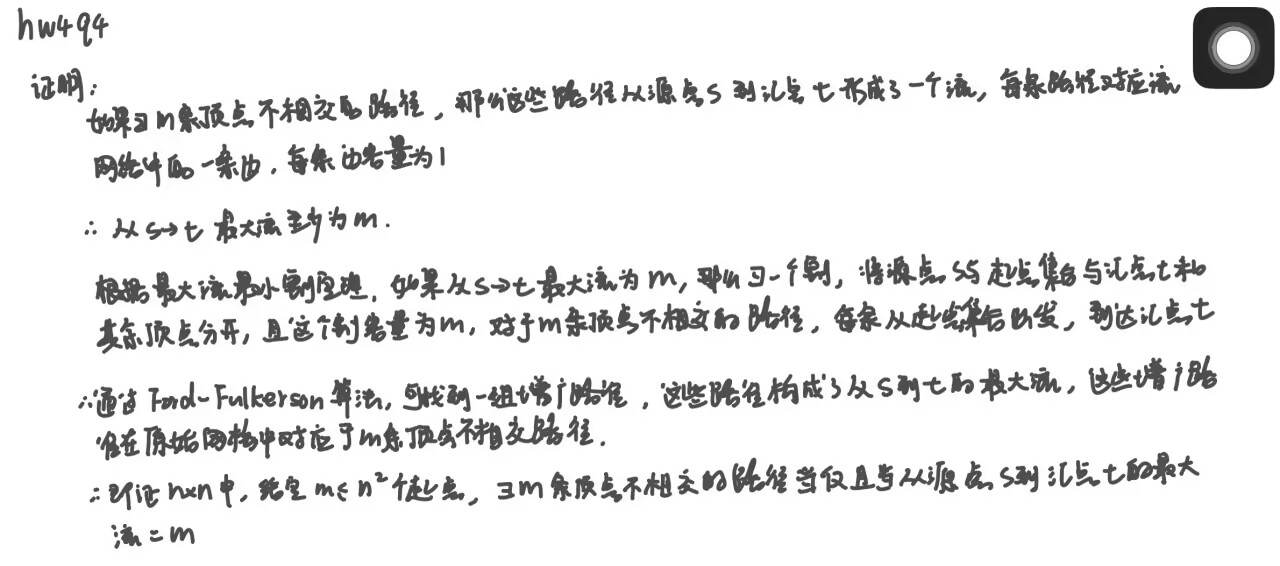 hw4q4
证明：
如果∃m条顶点不相交的路径，那么这些路径从源点s到汇点t形成了一个流，每条路径对应流
网络中的一条边，每条边容量为1
∴ 从s→t 最大流至少为m.
根据最大流最小割定理，如果从s→t最大流为m，那么∃一个割，将源点s与起点集合与汇点t和
其余顶点分开，且这个割容量为m，对于m条顶点不相交的路径，每条从起点集合出发，到达汇点t
∴通过Ford-Fulkerson算法，可找到一组增广路径，这些路径构成了从s到t的最大流，这些增广路
径在原始网格中对应于m条顶点不相交路径.
∴即证n×n中，给定m≤n²个起点，∃m条顶点不相交的路径当仅且当从源点s到汇点t的最大
流=m